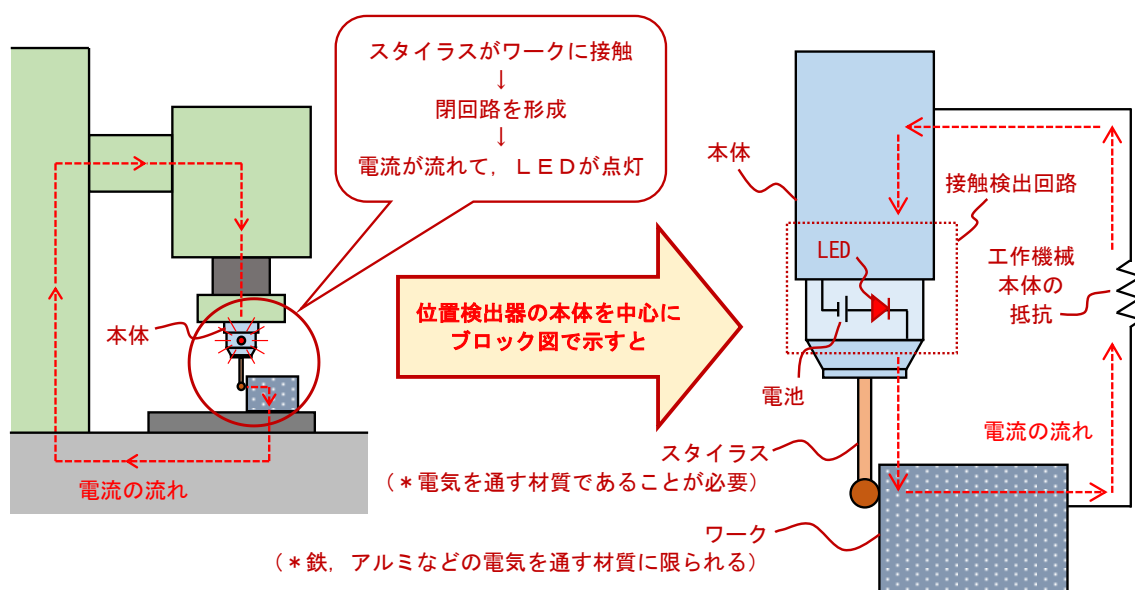 スタイラスがワークに接触
↓
閉回路を形成
↓
電流が流れて，ＬＥＤが点灯
本体
電流の流れ
位置検出器の本体を中心に
ブロック図で示すと
本体
接触検出回路
LED
工作機械
本体の
抵抗
電池
電流の流れ
スタイラス
（＊電気を通す材質であることが必要）
ワーク
（＊鉄，アルミなどの電気を通す材質に限られる）